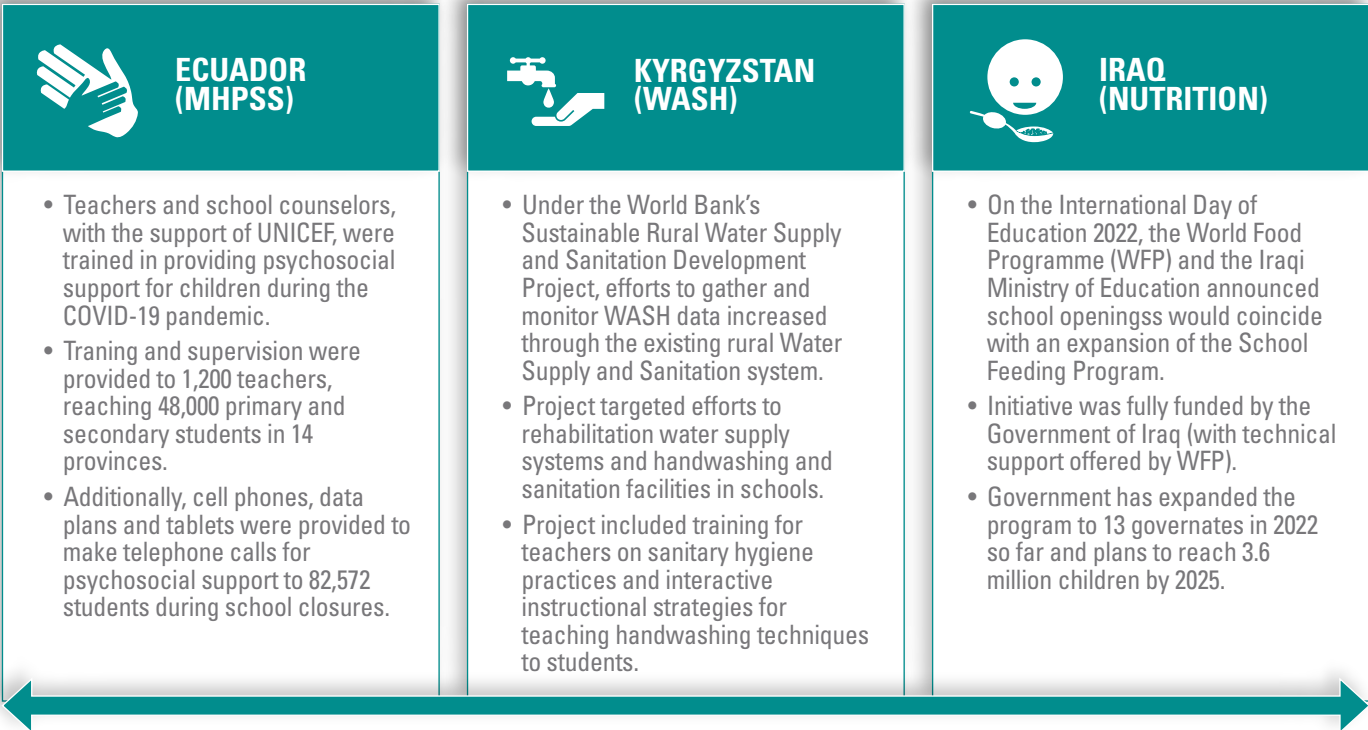 ECUADOR
(MHPSS)
• Teachers and school counselors,
with the support of UNICEF, were
trained in providing psychosocial
support for children during the
COVID-19 pandemic.
• Traning and supervision were
provided to 1,200 teachers,
reaching 48,000 primary and
secondary students in 14
provinces.
• Additionally, cell phones, data
plans and tablets were provided to
make telephone calls for
psychosocial support to 82,572
students during school closures.
KYRGYZSTAN
(WASH)
• Under the World Bank's
Sustainable Rural Water Supply
and Sanitation Development
Project, efforts to gather and
monitor WASH data increased
through the existing rural Water
Supply and Sanitation system.
• Project targeted efforts to
rehabilitation water supply
systems and handwashing and
sanitation facilities in schools.
• Project included training for
teachers on sanitary hygiene
practices and interactive
instructional strategies for
teaching handwashing techniques
to students.
IRAQ
(NUTRITION)
• On the International Day of
Education 2022, the World Food
Programme (WFP) and the Iraqi
Ministry of Education announced
school openingss would coincide
with an expansion of the School
Feeding Program.
• Initiative was fully funded by the
Government of Iraq (with technical
support offered by WFP).
• Government has expanded the
program to 13 governates in 2022
so far and plans to reach 3.6
million children by 2025.